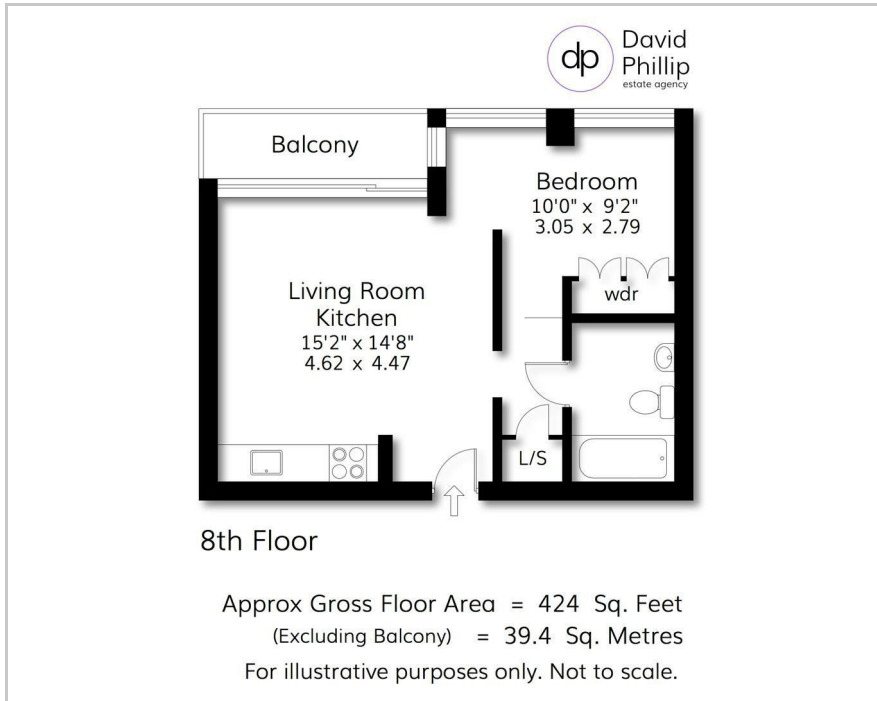 dp
David
Phillip
estate agency
Balcony
Bedroom
10'0" x 9'2"
3.05 x 2.79
wdr
Living Room
Kitchen
15'2" x 14'8"
4.62 x 4.47
L/S
8th Floor
Approx Gross Floor Area = 424 Sq. Feet
(Excluding Balcony) = 39.4 Sq. Metres
For illustrative purposes only. Not to scale.